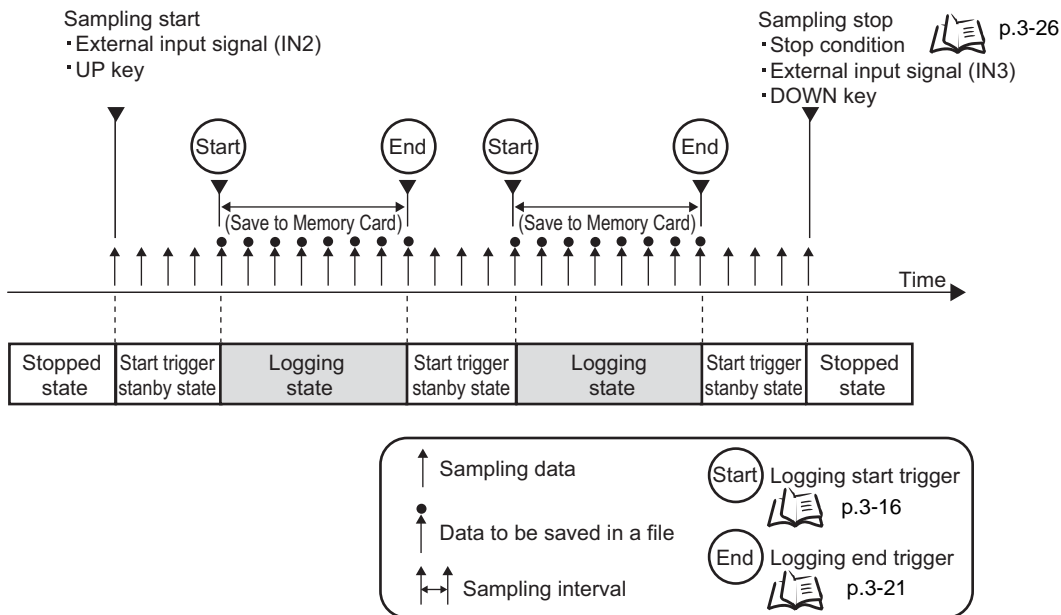 Sampling start
・External input signal (IN2)
・UP key
Sampling stop
・Stop condition
p.3-26
・External input signal (IN3)
・DOWN key
Start
End
Start
End
(Save to Memory Card)
(Save to Memory Card)
Time
Stopped
state
Start trigger
stanby state
Logging
state
Start trigger
stanby state
Logging
state
Start trigger
stanby state
Stopped
state
Sampling data
Data to be saved in a file
Sampling interval
Start
Logging start trigger
p.3-16
End
Logging end trigger
p.3-21